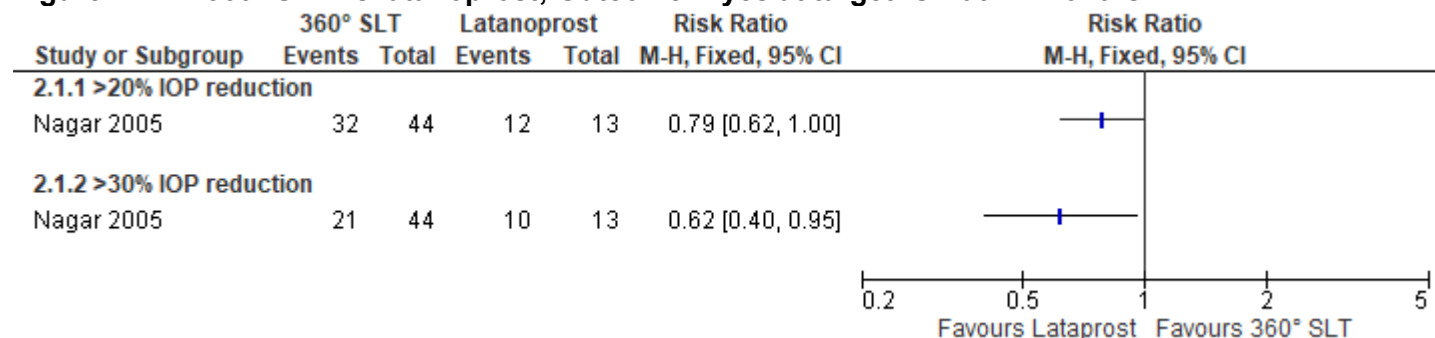 360° SLT Latanoprost Risk Ratio Risk Ratio
Study or Subgroup Events Total Events Total M-H, Fixed, 95% CI M-H, Fixed, 95% CI
2.1.1 >20% IOP reduction
Nagar 2005 32 44 12 13 0.79 [0.62, 1.00]
2.1.2 >30% IOP reduction
Nagar 2005 21 44 10 13 0.62 [0.40, 0.95]
0.2 0.5 1 2 5
Favours Lataprost Favours 360° SLT